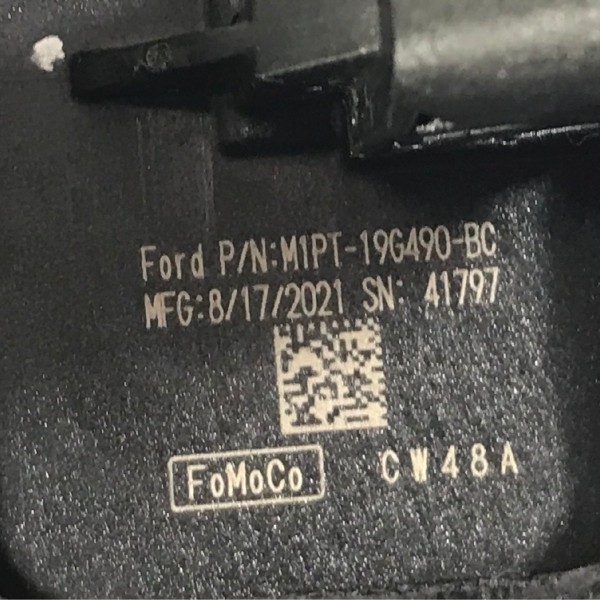 Ford P/N:M1PT-19G490-BC
MFG:8/17/2021 SN: 41797
FoMoCo CW48A